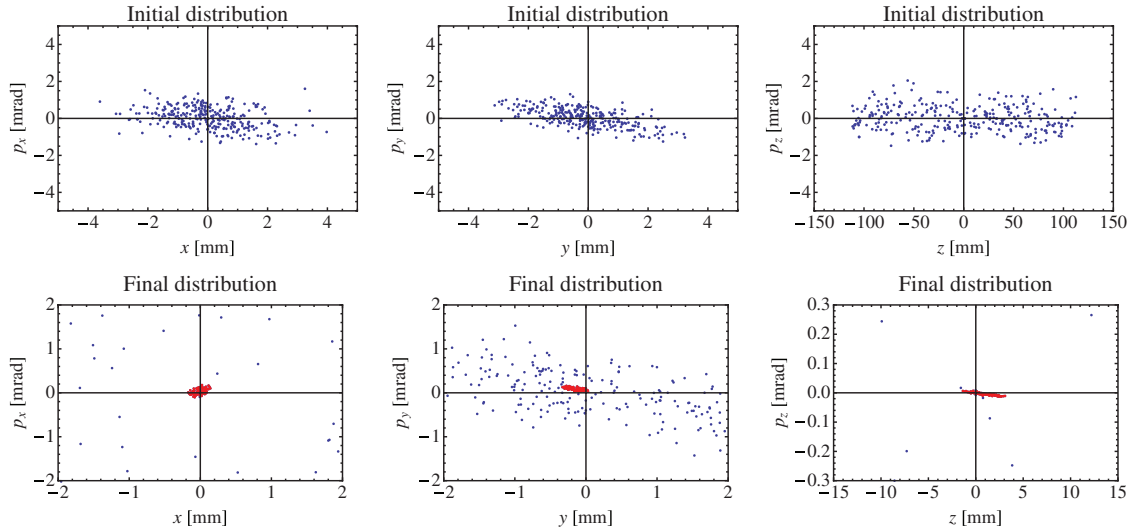 Initial distribution
4
2
0
−2
−4
p_x [mrad]
−4 −2 0 2 4
x [mm]
Initial distribution
4
2
0
−2
−4
p_y [mrad]
−4 −2 0 2 4
y [mm]
Initial distribution
4
2
0
−2
−4
p_z [mrad]
−150 −100 −50 0 50 100 150
z [mm]
Final distribution
2
1
0
−1
−2
p_x [mrad]
−2 −1 0 1 2
x [mm]
Final distribution
2
1
0
−1
−2
p_y [mrad]
−2 −1 0 1 2
y [mm]
Final distribution
0.3
0.2
0.1
0.0
−0.1
−0.2
−0.3
p_z [mrad]
−15 −10 −5 0 5 10 15
z [mm]